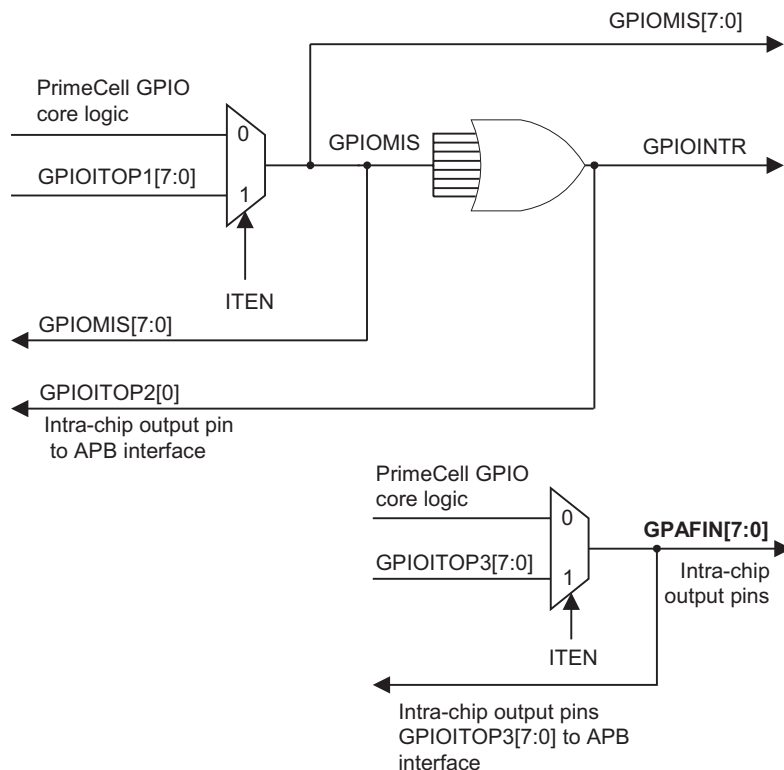 GPIOMIS[7:0]
PrimeCell GPIO
core logic
0
GPIOMIS
GPIOINTR
GPIOITOP1[7:0]
1
ITEN
GPIOMIS[7:0]
GPIOITOP2[0]
Intra-chip output pin
to APB interface
PrimeCell GPIO
core logic
0
GPAFIN[7:0]
GPIOITOP3[7:0]
1
Intra-chip
output pins
ITEN
Intra-chip output pins
GPIOITOP3[7:0] to APB
interface